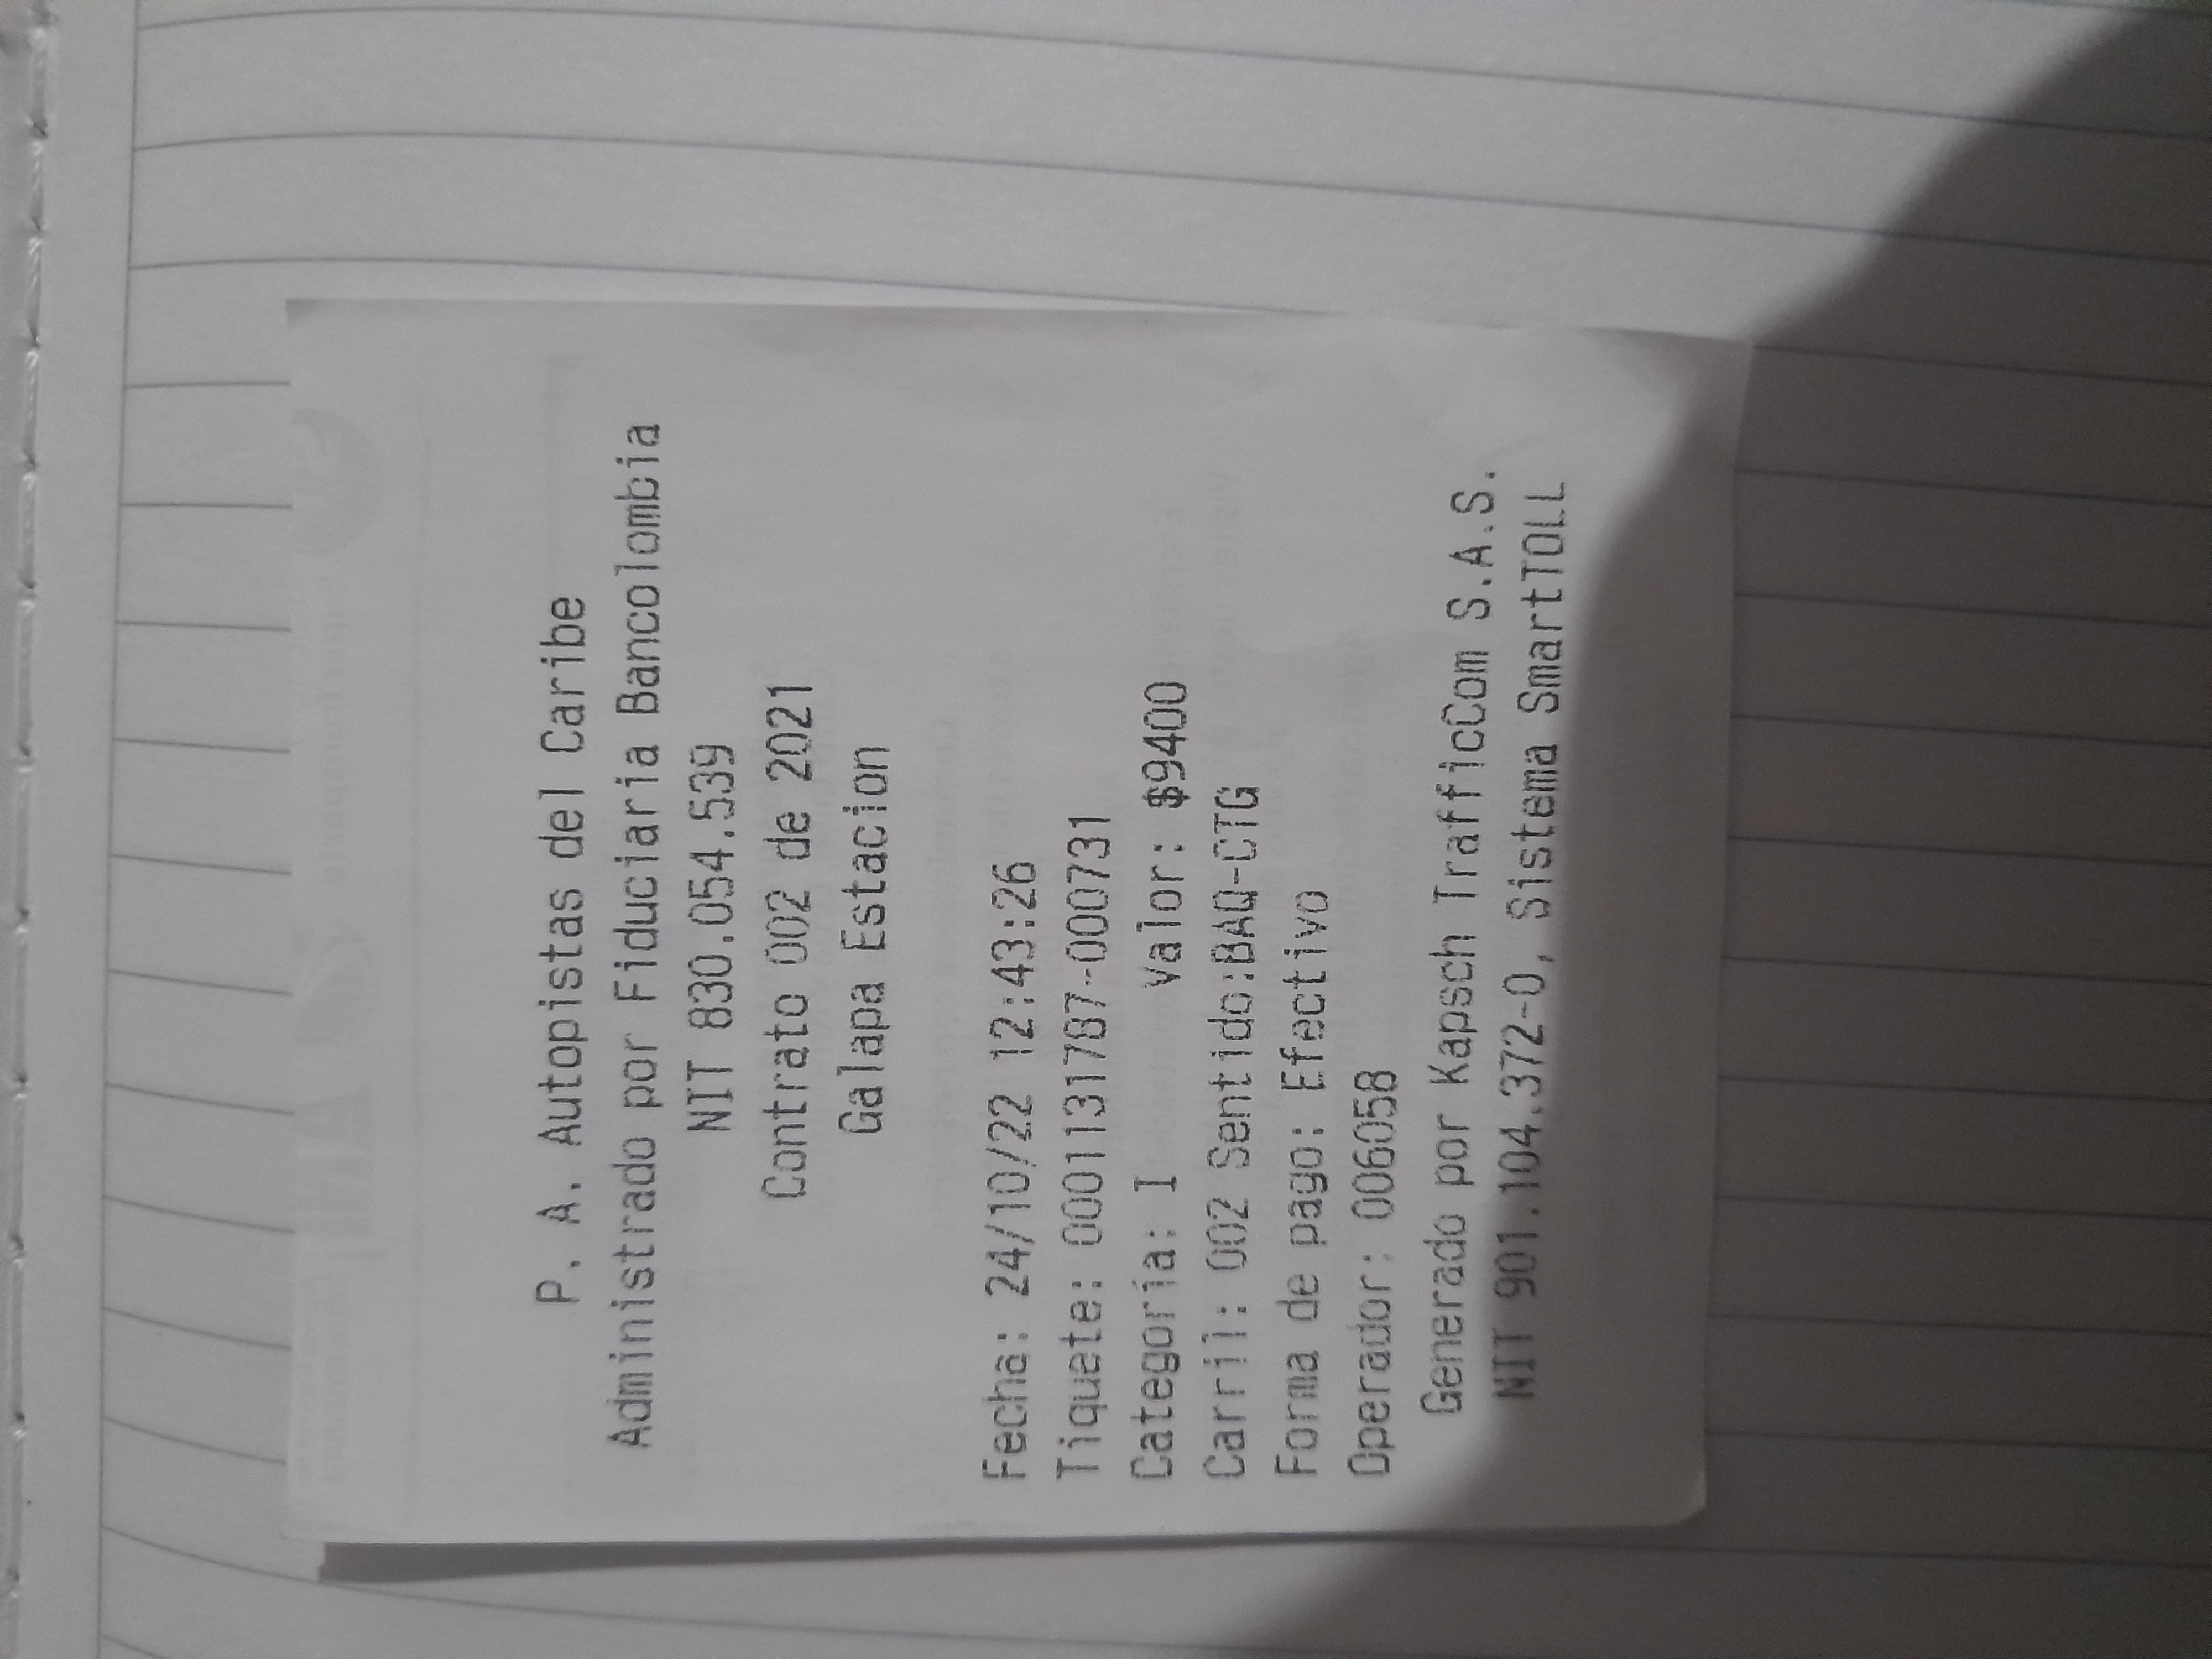 P. A. Autopistas del Caribe
Administrado por Fiduciaria Bancolombia
NIT 830.054.539
Contrato 002 de 2021
Galapa Estacion
Fecha: 24/10/22 12:43:26
Tiquete: 0001131787-000731
Categoría: I Valor: $9400
Carril: 002 Sentido:BAQ-CTG
Forma de pago: Efectivo
Operador: 006058
Generado por Kapsch TrafficCom S.A.S.
NIT 901.104.372-0, Sistema SmartTOLL